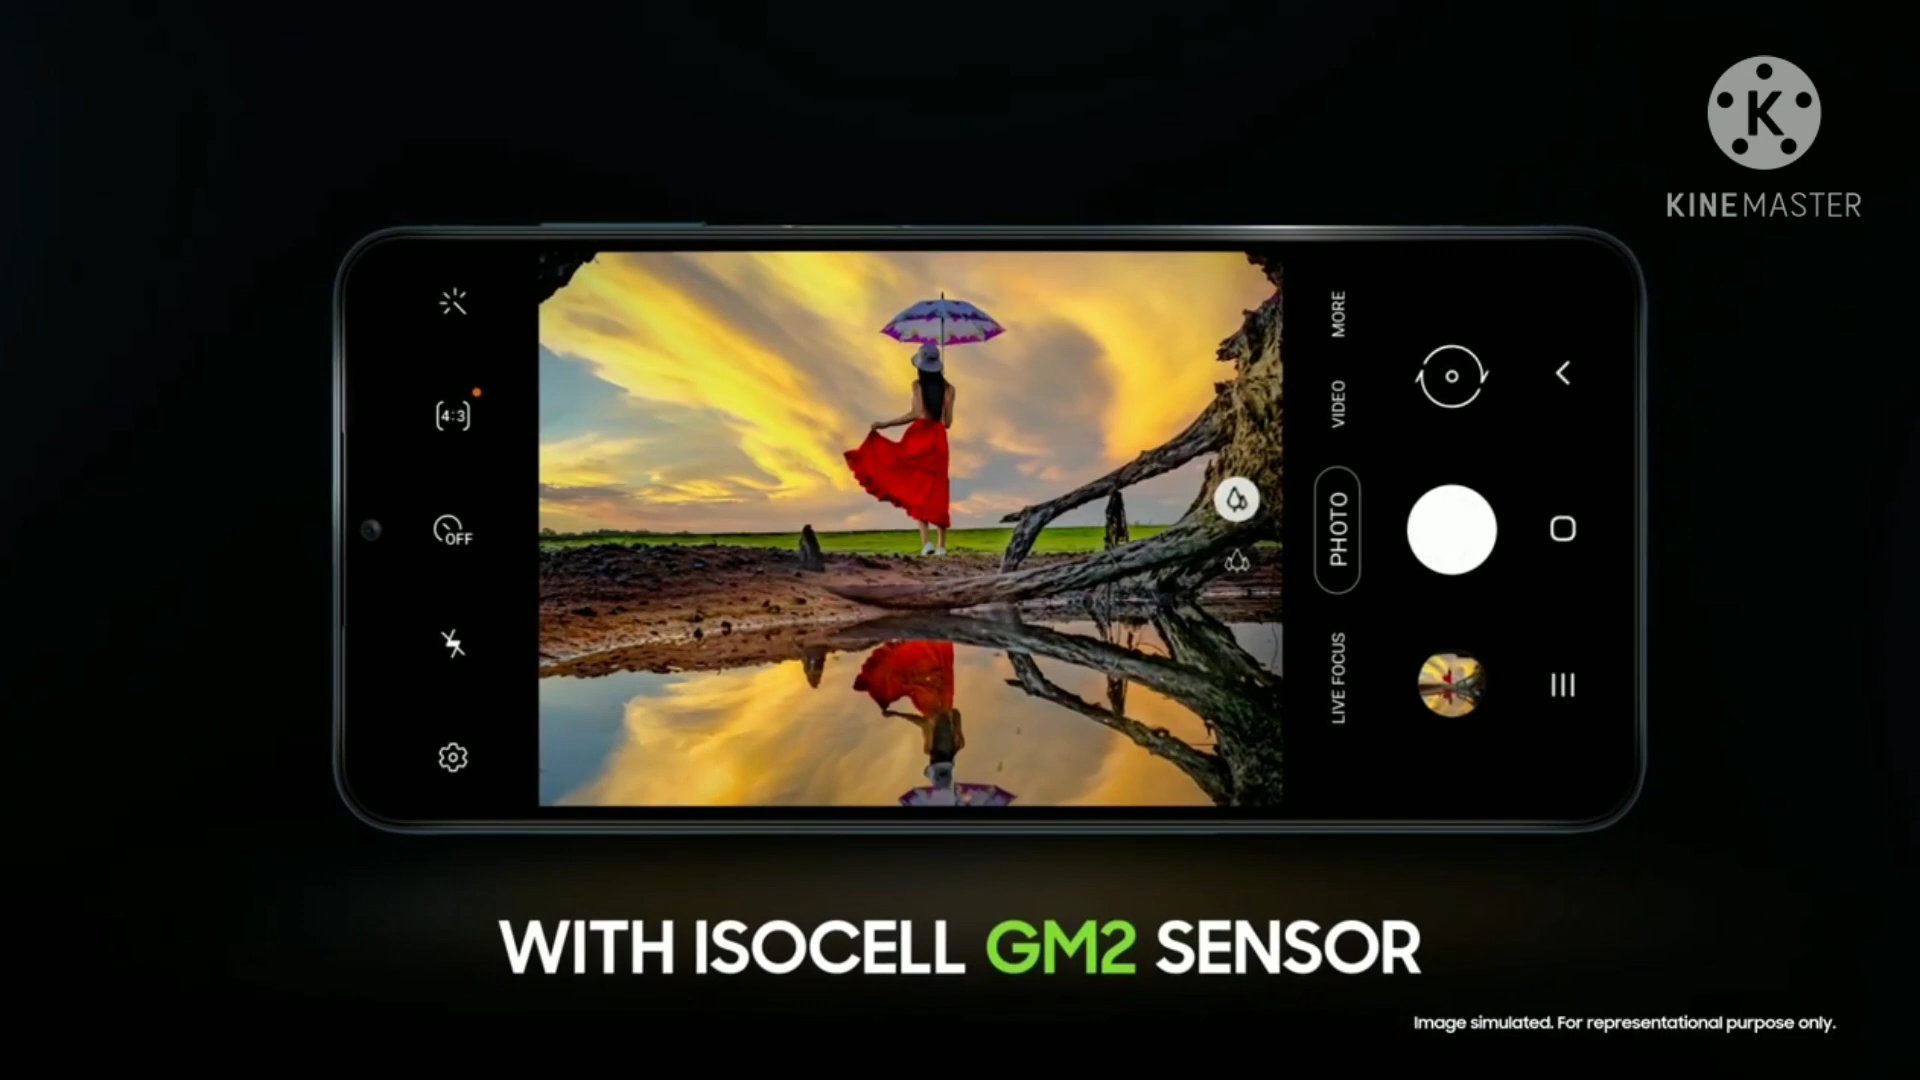 K
KINEMASTER
MORE
4:3
VIDEO
OFF
PHOTO
LIVE FOCUS
WITH ISOCELL GM2 SENSOR
Image simulated. For representational purpose only.